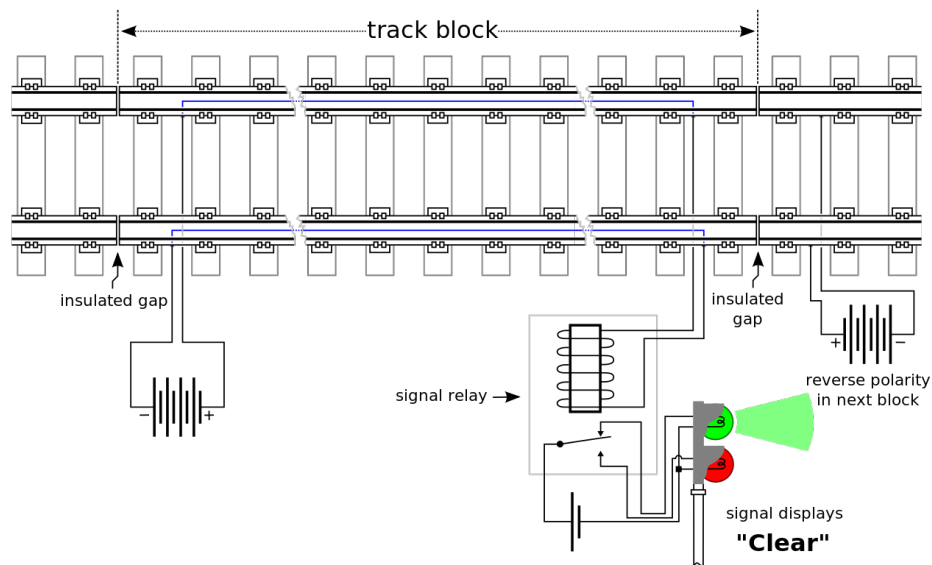 track block
insulated gap
insulated
gap
+
−
reverse polarity
in next block
−
+
signal relay
signal displays
"Clear"